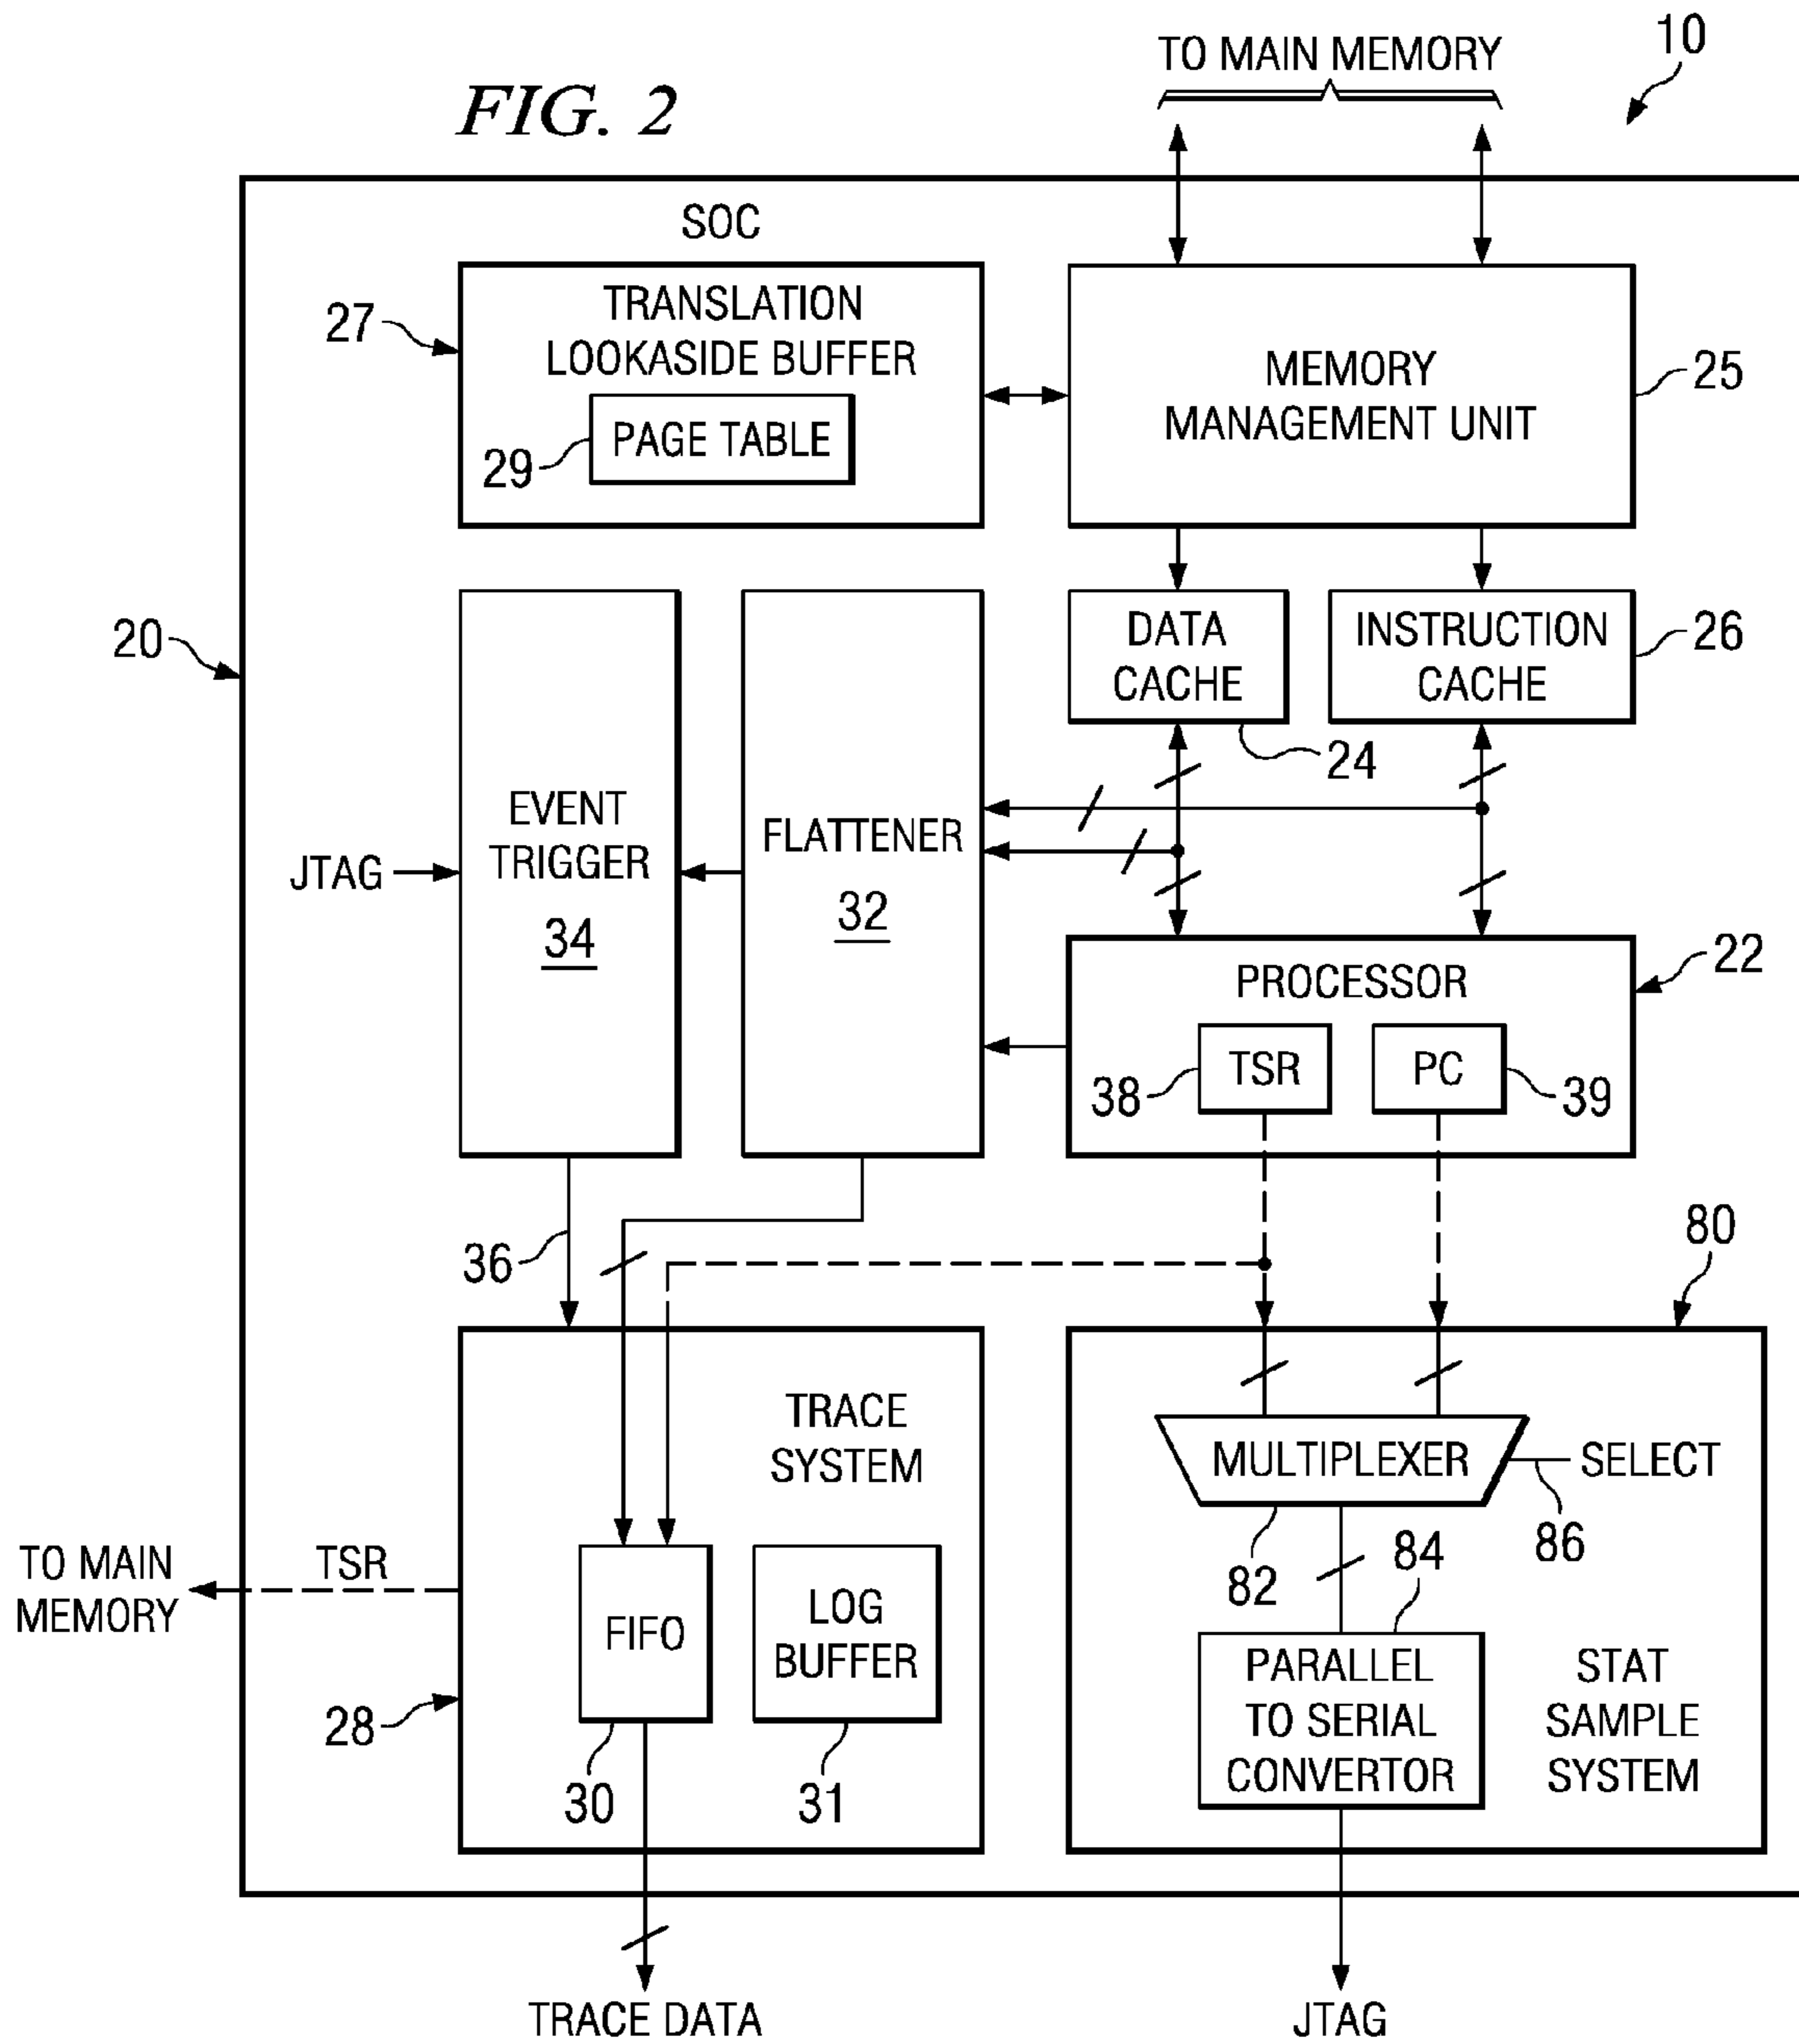 FIG. 2
TO MAIN MEMORY
10
SOC
27
TRANSLATION
LOOKASIDE BUFFER
29
PAGE TABLE
MEMORY
MANAGEMENT UNIT
25
20
DATA
CACHE
24
INSTRUCTION
CACHE
26
JTAG
EVENT
TRIGGER
34
FLATTENER
32
PROCESSOR
22
38
TSR
PC
39
36
80
TRACE
SYSTEM
MULTIPLEXER
SELECT
86
82
84
TO MAIN
MEMORY
TSR
FIFO
LOG
BUFFER
28
30
31
PARALLEL
TO SERIAL
CONVERTOR
STAT
SAMPLE
SYSTEM
TRACE DATA
JTAG